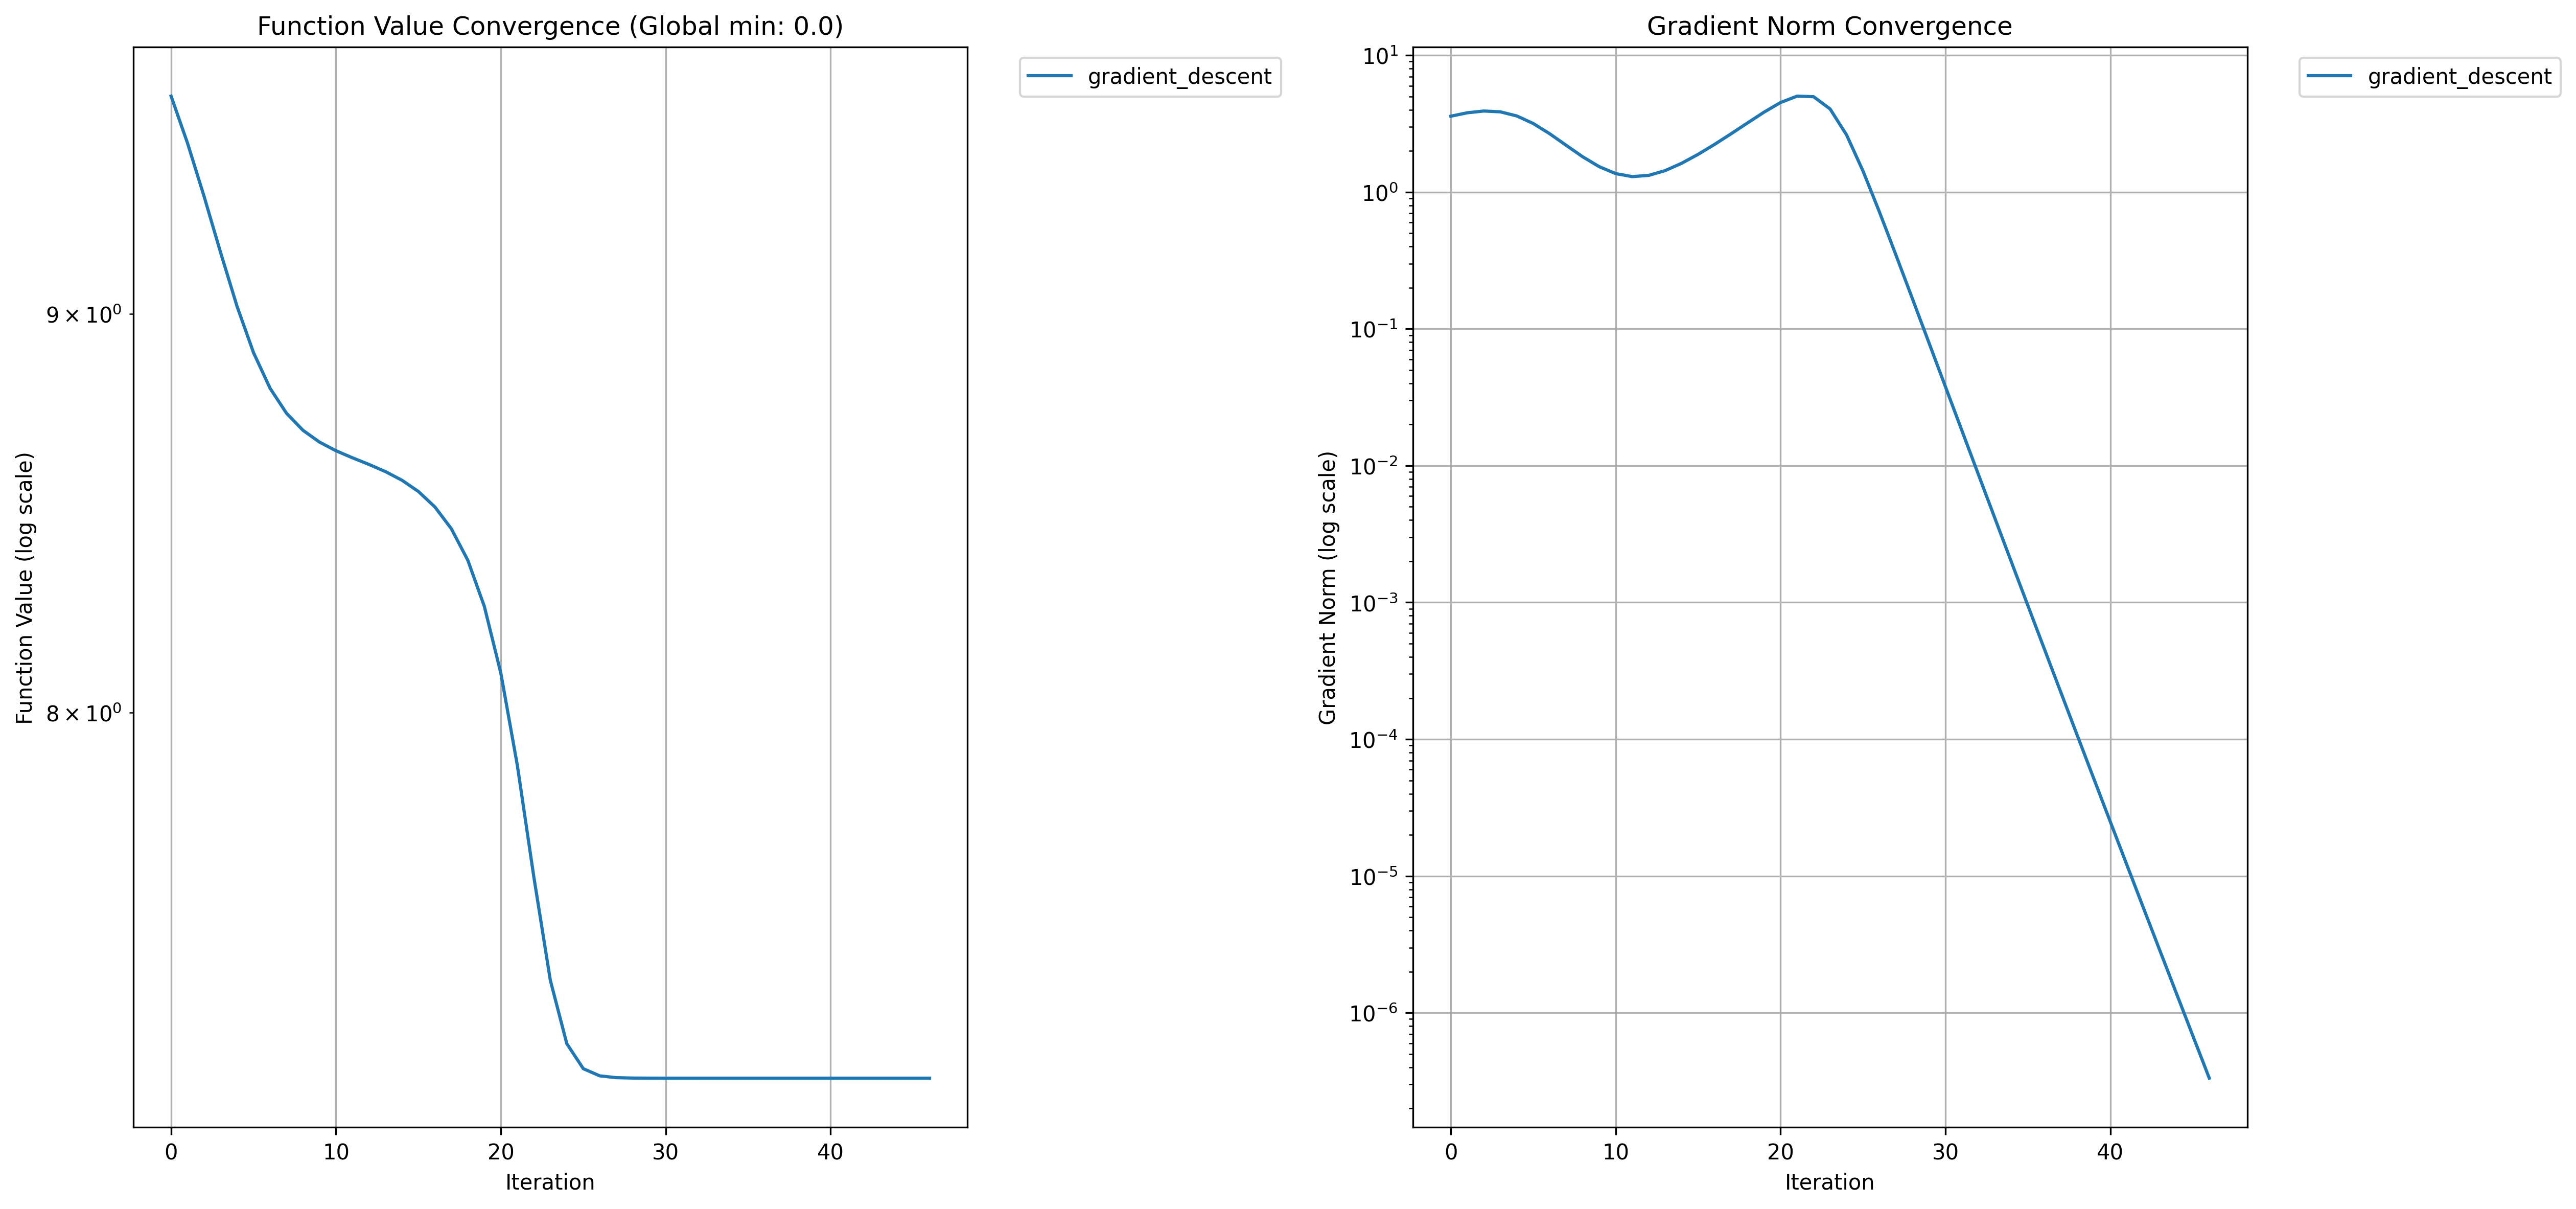 Function Value Convergence (Global min: 0.0)
gradient_descent
9 × 10⁰
8 × 10⁰
Function Value (log scale)
0 10 20 30 40
Iteration
Gradient Norm Convergence
gradient_descent
10¹
10⁰
10⁻¹
10⁻²
10⁻³
10⁻⁴
10⁻⁵
10⁻⁶
Gradient Norm (log scale)
0 10 20 30 40
Iteration